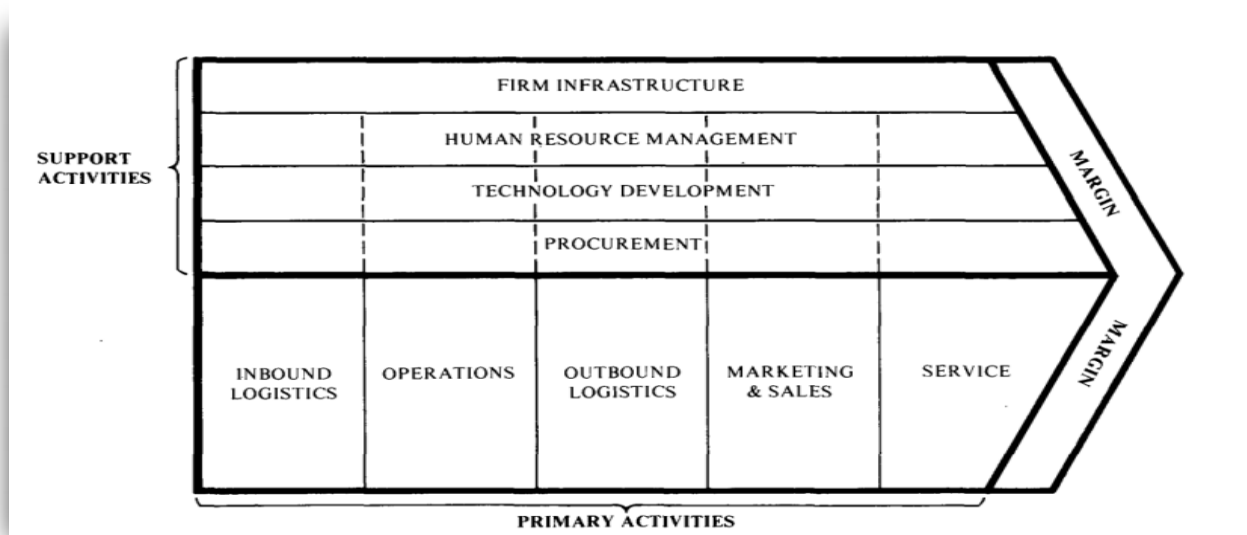 FIRM INFRASTRUCTURE
HUMAN RESOURCE MANAGEMENT
SUPPORT
ACTIVITIES
TECHNOLOGY DEVELOPMENT
PROCUREMENT
MARGIN
MARGIN
INBOUND
LOGISTICS
OPERATIONS
OUTBOUND
LOGISTICS
MARKETING
& SALES
SERVICE
PRIMARY ACTIVITIES